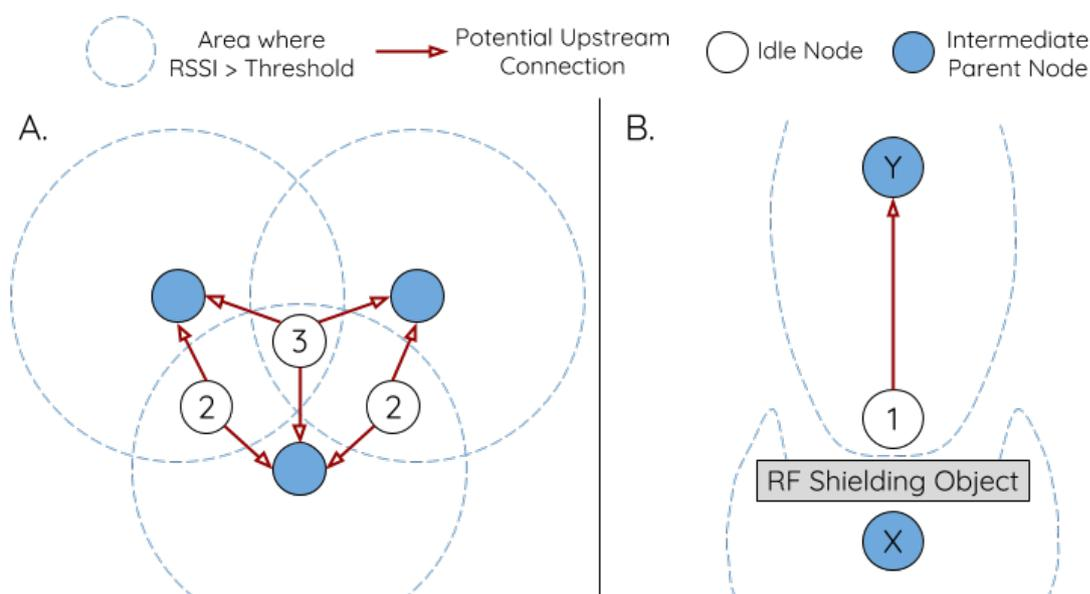 Area where
RSSI > Threshold
Potential Upstream
Connection
Idle Node
Intermediate
Parent Node
A.
B.
Y
3
2
2
1
RF Shielding Object
X